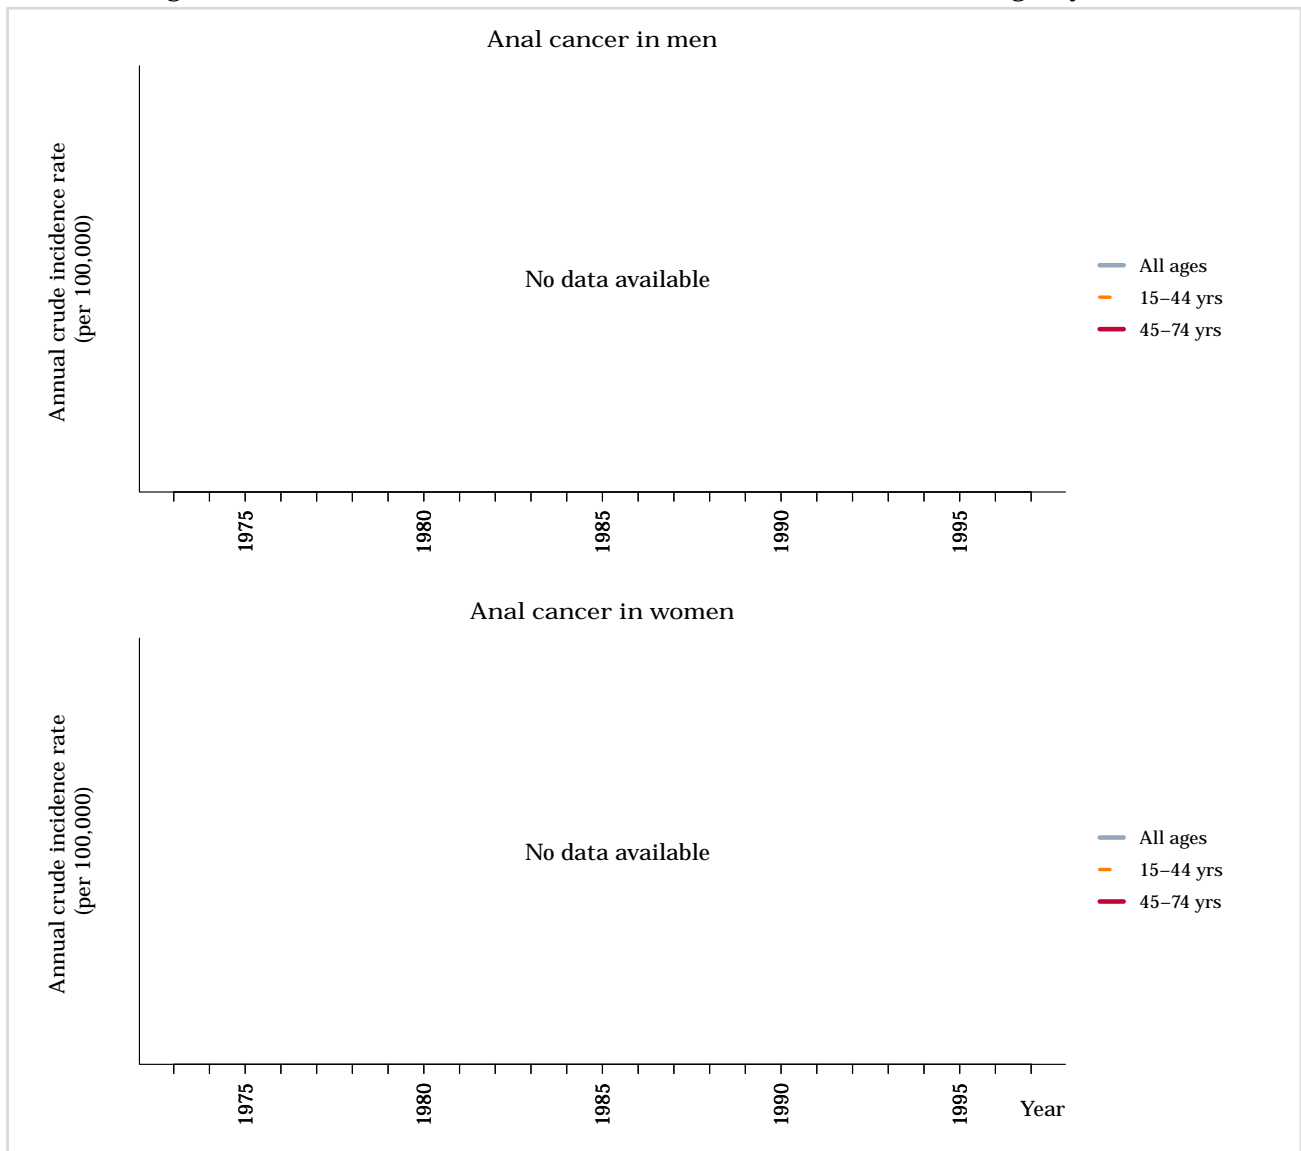 Anal cancer in men
Annual crude incidence rate
(per 100,000)
No data available
All ages
15–44 yrs
45–74 yrs
1975
1980
1985
1990
1995
Anal cancer in women
Annual crude incidence rate
(per 100,000)
No data available
All ages
15–44 yrs
45–74 yrs
1975
1980
1985
1990
1995
Year